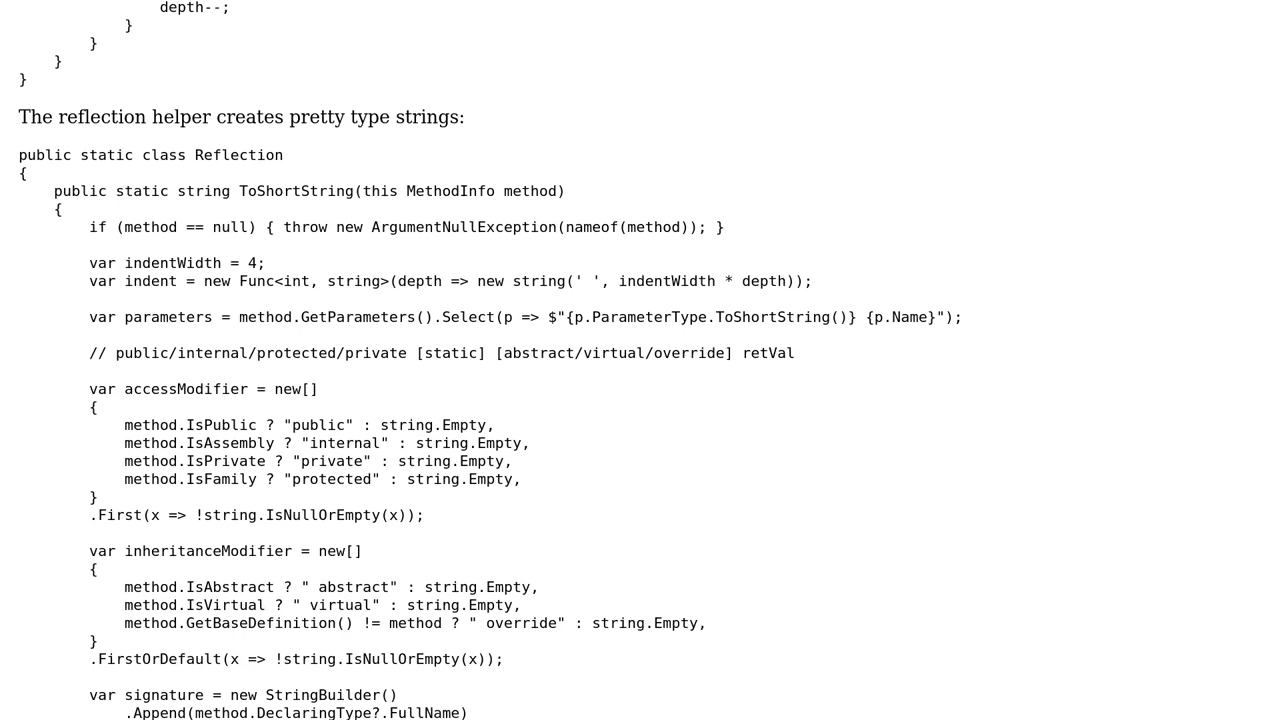 depth--;
            }
        }
    }
}
The reflection helper creates pretty type strings:
public static class Reflection
{
    public static string ToShortString(this MethodInfo method)
    {
        if (method == null) { throw new ArgumentNullException(nameof(method)); }

        var indentWidth = 4;
        var indent = new Func<int, string>(depth => new string(' ', indentWidth * depth));

        var parameters = method.GetParameters().Select(p => $"{p.ParameterType.ToShortString()} {p.Name}");

        // public/internal/protected/private [static] [abstract/virtual/override] retVal

        var accessModifier = new[]
        {
            method.IsPublic ? "public" : string.Empty,
            method.IsAssembly ? "internal" : string.Empty,
            method.IsPrivate ? "private" : string.Empty,
            method.IsFamily ? "protected" : string.Empty,
        }
        .First(x => !string.IsNullOrEmpty(x));

        var inheritanceModifier = new[]
        {
            method.IsAbstract ? " abstract" : string.Empty,
            method.IsVirtual ? " virtual" : string.Empty,
            method.GetBaseDefinition() != method ? " override" : string.Empty,
        }
        .FirstOrDefault(x => !string.IsNullOrEmpty(x));

        var signature = new StringBuilder()
            .Append(method.DeclaringType?.FullName)